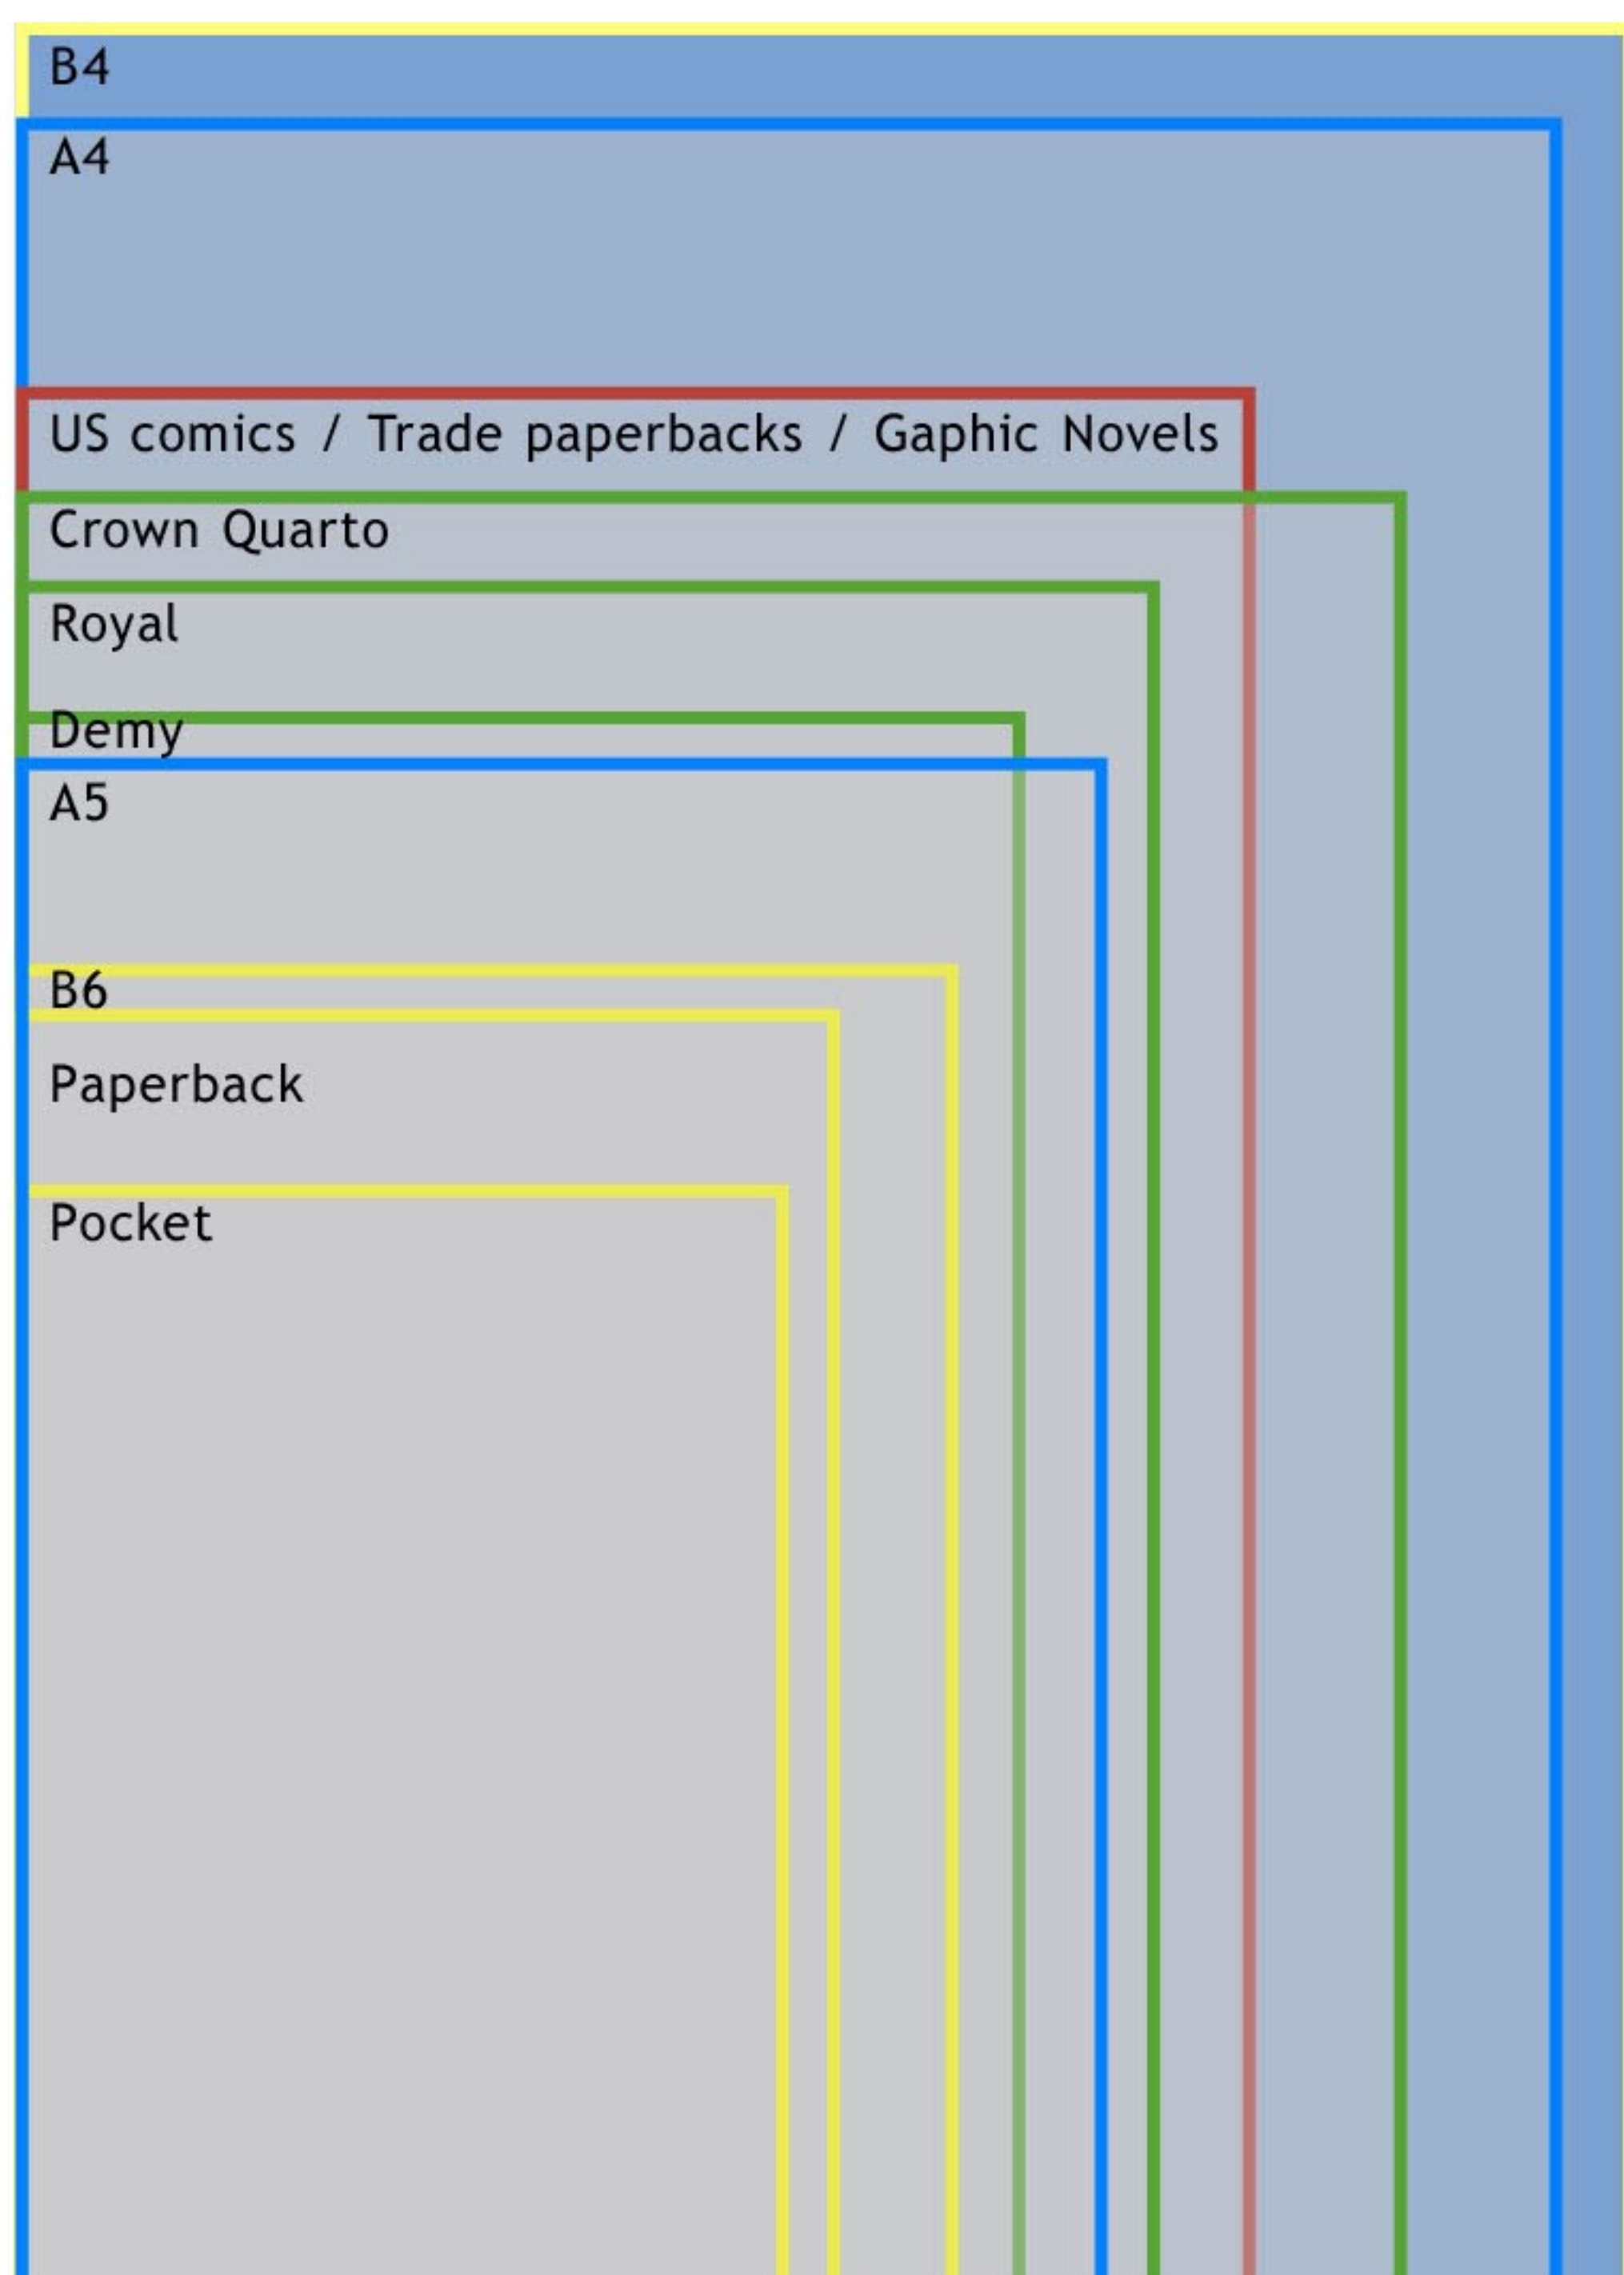 B4
A4
US comics / Trade paperbacks / Gaphic Novels
Crown Quarto
Royal
Demy
A5
B6
Paperback
Pocket